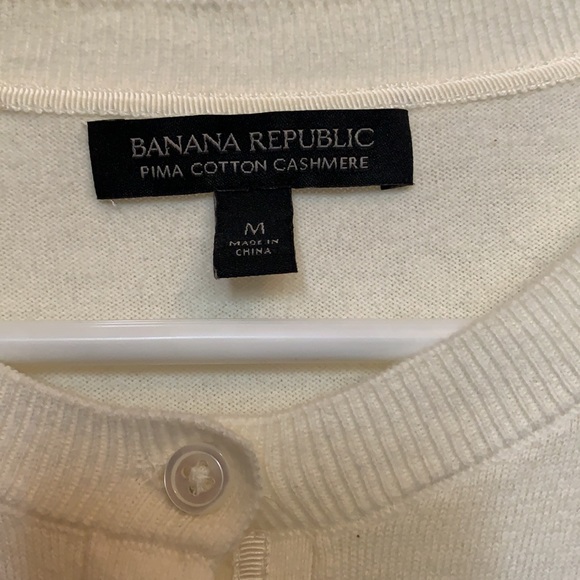 BANANA REPUBLIC
PIMA COTTON CASHMERE
M
MADE IN
CHINA